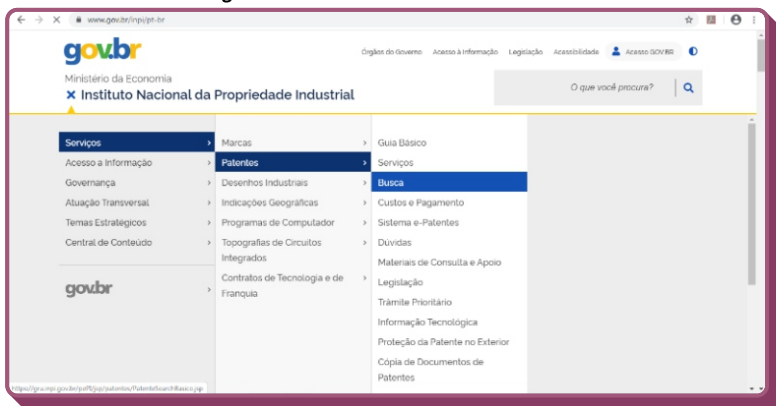 www.gov.br/inpi/pt-br
gov.br
Órgãos do Governo Acesso à Informação Legislação Acessibilidade Acesso GOV.BR
Ministério da Economia
Instituto Nacional da Propriedade Industrial
O que você procura?
Serviços
Acesso a Informação
Governança
Atuação Transversal
Temas Estratégicos
Central de Conteúdo
gov.br
Marcas
Patentes
Desenhos Industriais
Indicações Geográficas
Programas de Computador
Topografias de Circuitos
Integrados
Contratos de Tecnologia e de
Franquia
Guia Básico
Serviços
Busca
Custos e Pagamento
Sistema e-Patentes
Dúvidas
Materiais de Consulta e Apoio
Legislação
Trâmite Prioritário
Informação Tecnológica
Proteção da Patente no Exterior
Cópia de Documentos de
Patentes